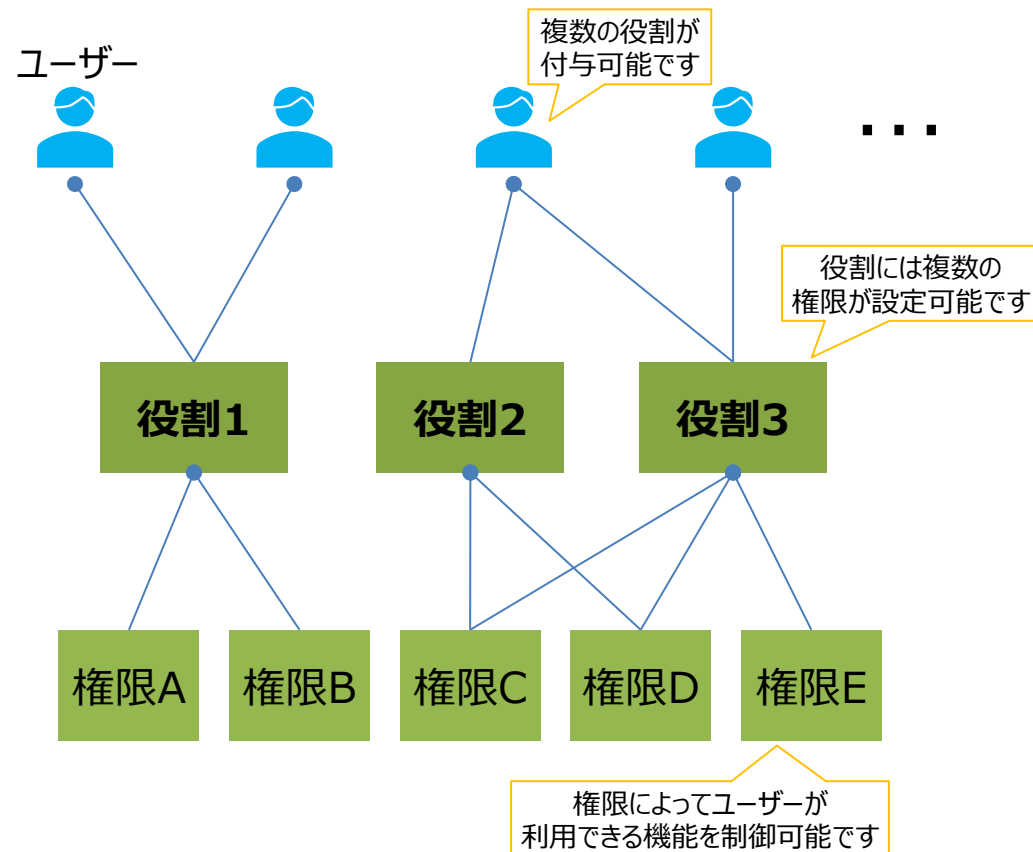 複数の役割が
付与可能です
ユーザー
・・・
役割には複数の
権限が設定可能です
役割1
役割2
役割3
権限A
権限B
権限C
権限D
権限E
権限によってユーザーが
利用できる機能を制御可能です